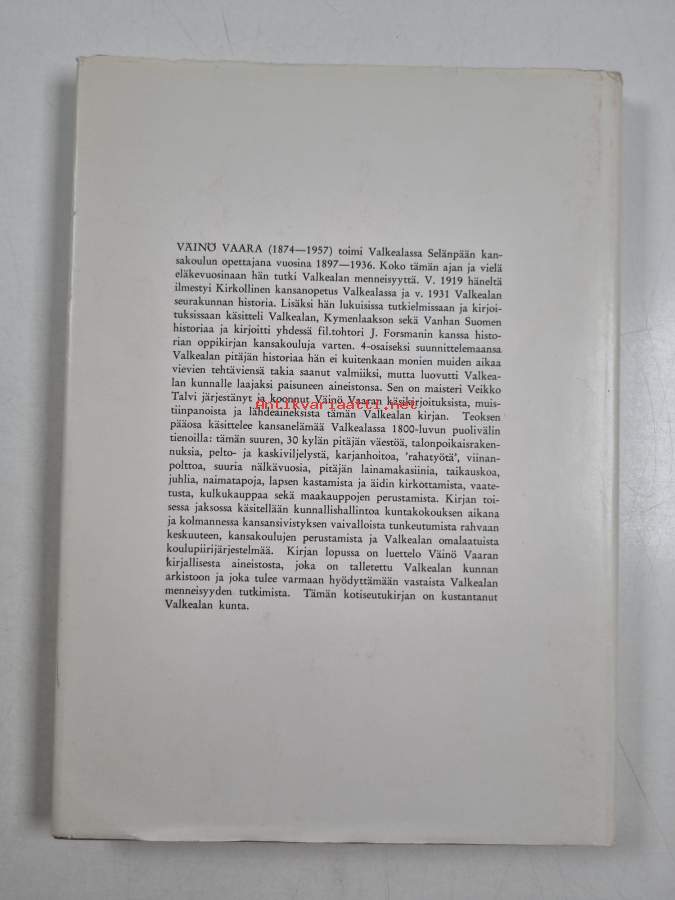 VÄINÖ VAARA (1874—1957) toimi Valkealassa Selänpään kan-
sakoulun opettajana vuosina 1897—1936. Koko tämän ajan ja vielä
eläkevuosinaan hän tutki Valkealan menneisyyttä. V. 1919 häneltä
ilmestyi Kirkollinen kansanopetus Valkealassa ja v. 1931 Valkealan
seurakunnan historia. Lisäksi hän lukuisissa tutkielmissaan ja kirjoi-
tuksissaan käsitteli Valkealan, Kymenlaakson sekä Vanhan Suomen
historiaa ja kirjoitti yhdessä fil.tohtori J. Forsmanin kanssa histo-
rian oppikirjan kansakouluja varten. 4-osaiseksi suunnittelemaansa
Valkealan pitäjän historiaa hän ei kuitenkaan monien muiden aikaa
vievien tehtäviensä takia saanut valmiiksi, mutta luovutti Valkea-
lan kunnalle laajaksi paisuneen aineistonsa. Sen on maisteri Veikko
Talvi järjestänyt ja koonnut Väinö Vaaran käsikirjoituksista, muis-
Antikvariaatti.net
tiinpanoista ja lähdeaineksista tämän Valkealan kirjan. Teoksen
pääosa käsittelee kansanelämää Valkealassa 1800-luvun puolivälin
tienoilla: tämän suuren, 30 kylän pitäjän väestöä, talonpoikaisraken-
nuksia, pelto- ja kaskiviljelystä, karjanhoitoa, 'rahatyötä', viinan-
polttoa, suuria nälkävuosia, pitäjän lainamakasiinia, taikauskoa,
juhlia, naimatapoja, lapsen kastamista ja äidin kirkottamista, vaate-
tusta, kulkukauppaa sekä maakauppojen perustamista. Kirjan toi-
sessa jaksossa käsitellään kunnallishallintoa kuntakokouksen aikana
ja kolmannessa kansansivistyksen vaivalloista tunkeutumista rahvaan
keskuuteen, kansakoulujen perustamista ja Valkealan omalaatuista
koulupiirijärjestelmää. Kirjan lopussa on luettelo Väinö Vaaran
kirjallisesta aineistosta, joka on talletettu Valkealan kunnan
arkistoon ja joka tulee varmaan hyödyttämään vastaista Valkealan
menneisyyden tutkimista. Tämän kotiseutukirjan on kustantanut
Valkealan kunta.